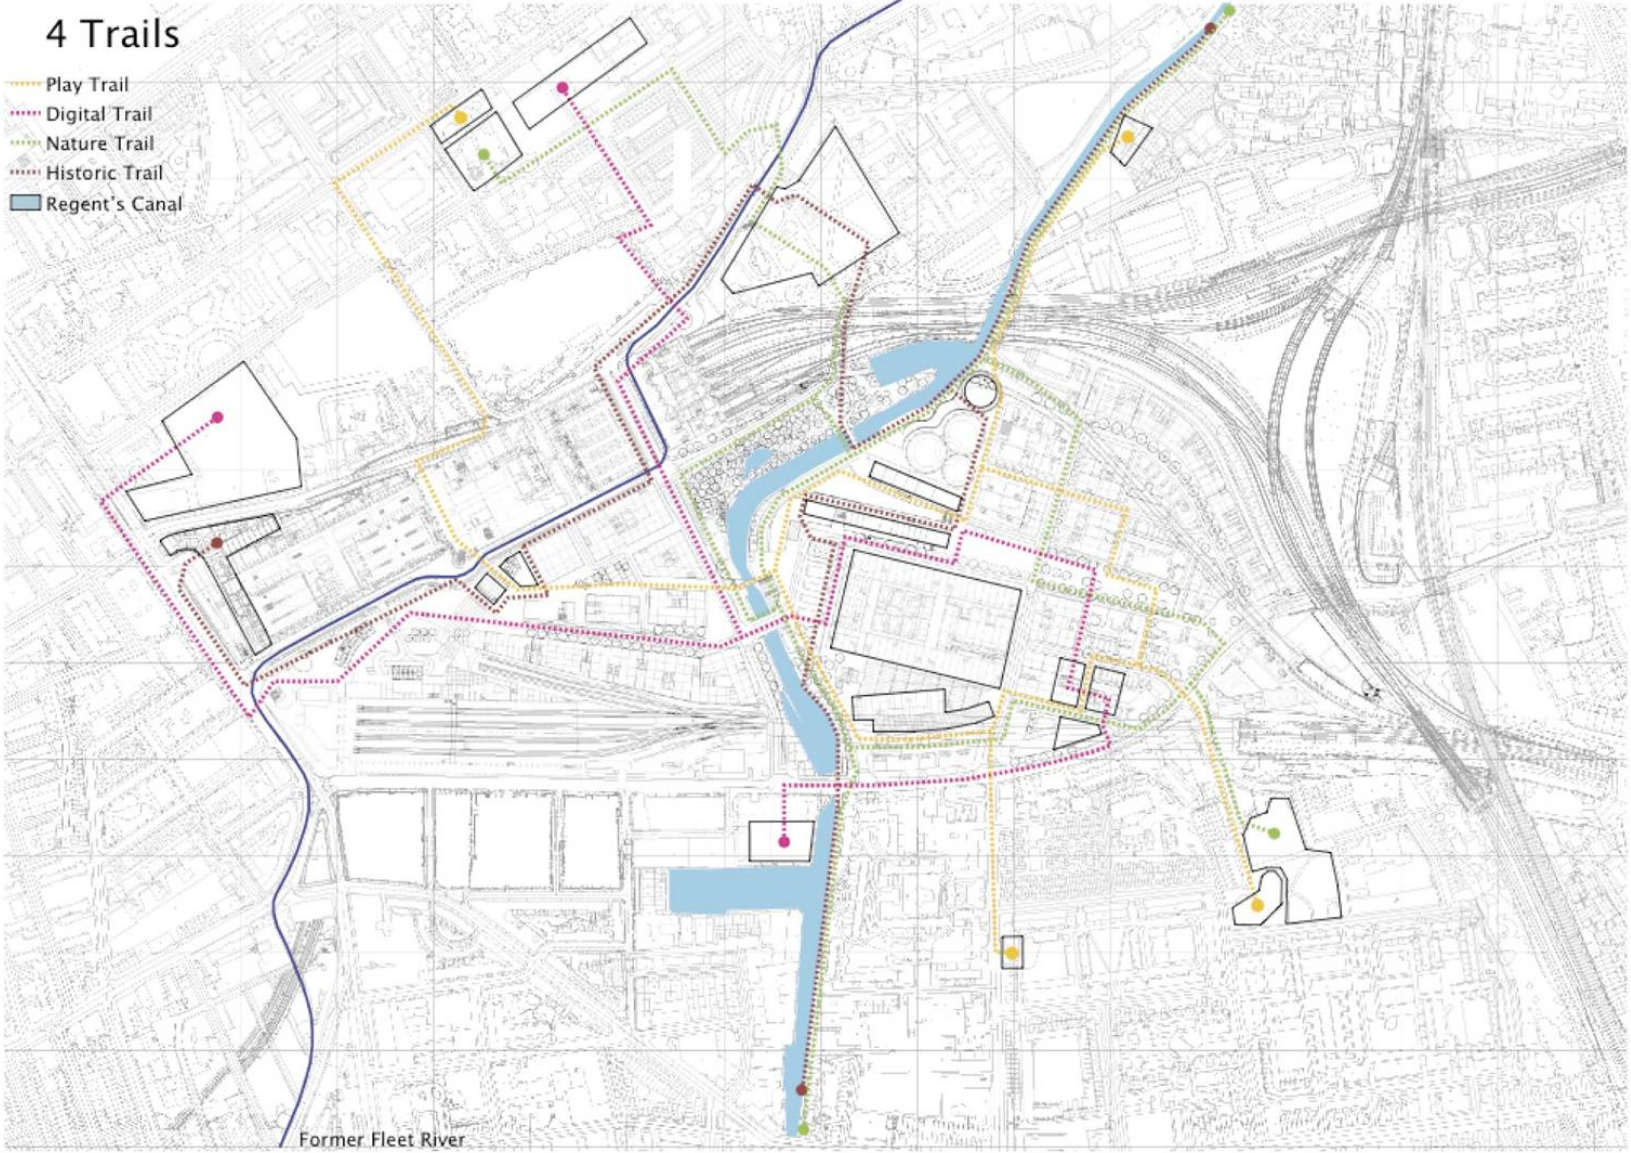 4 Trails
Play Trail
Digital Trail
Nature Trail
Historic Trail
Regent's Canal
Former Fleet River